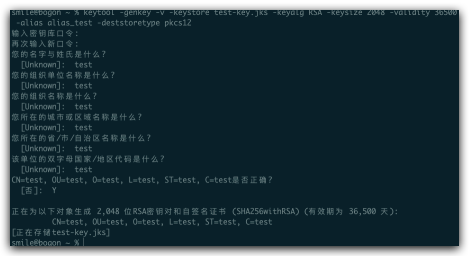 smile@bogon ~ % keytool -genkey -v -keystore test-key.jks -keyalg RSA -keysize 2048 -validity 36500
-alias alias_test -deststoretype pkcs12
输入密钥库口令:
再次输入新口令:
您的名字与姓氏是什么?
[Unknown]: test
您的组织单位名称是什么?
[Unknown]: test
您的组织名称是什么?
[Unknown]: test
您所在的城市或区域名称是什么?
[Unknown]: test
您所在的省/市/自治区名称是什么?
[Unknown]: test
该单位的双字母国家/地区代码是什么?
[Unknown]: test
CN=test, OU=test, O=test, L=test, ST=test, C=test是否正确?
[否]: Y
正在为以下对象生成 2,048 位RSA密钥对和自签名证书 (SHA256withRSA) (有效期为 36,500 天):
CN=test, OU=test, O=test, L=test, ST=test, C=test
[正在存储test-key.jks]
smile@bogon ~ %